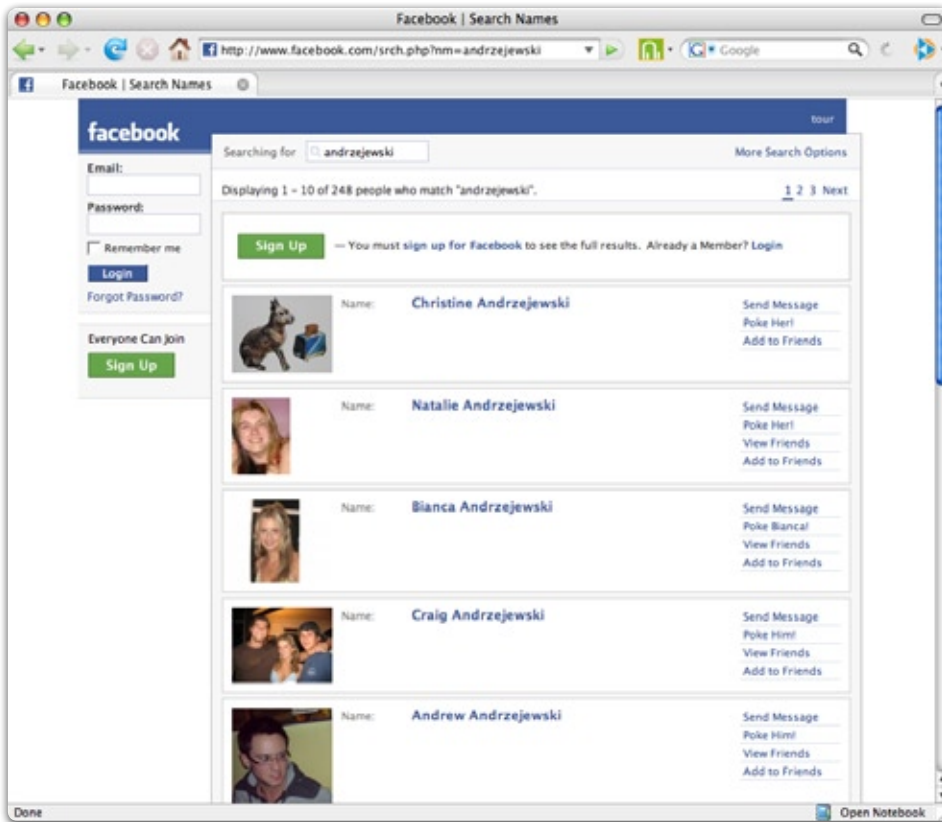 Facebook | Search Names
http://www.facebook.com/srch.php?nm=andrzejewski
Google
Facebook | Search Names
facebook
tour
Email:
Password:
Remember me
Login
Forgot Password?
Everyone Can Join
Sign Up
Searching for andrzejewski
More Search Options
Displaying 1 – 10 of 248 people who match "andrzejewski".
1 2 3 Next
Sign Up — You must sign up for Facebook to see the full results. Already a Member? Login
Name: Christine Andrzejewski
Send Message
Poke Her!
Add to Friends
Name: Natalie Andrzejewski
Send Message
Poke Her!
View Friends
Add to Friends
Name: Bianca Andrzejewski
Send Message
Poke Bianca!
View Friends
Add to Friends
Name: Craig Andrzejewski
Send Message
Poke Him!
View Friends
Add to Friends
Name: Andrew Andrzejewski
Send Message
Poke Him!
View Friends
Add to Friends
Done
Open Notebook